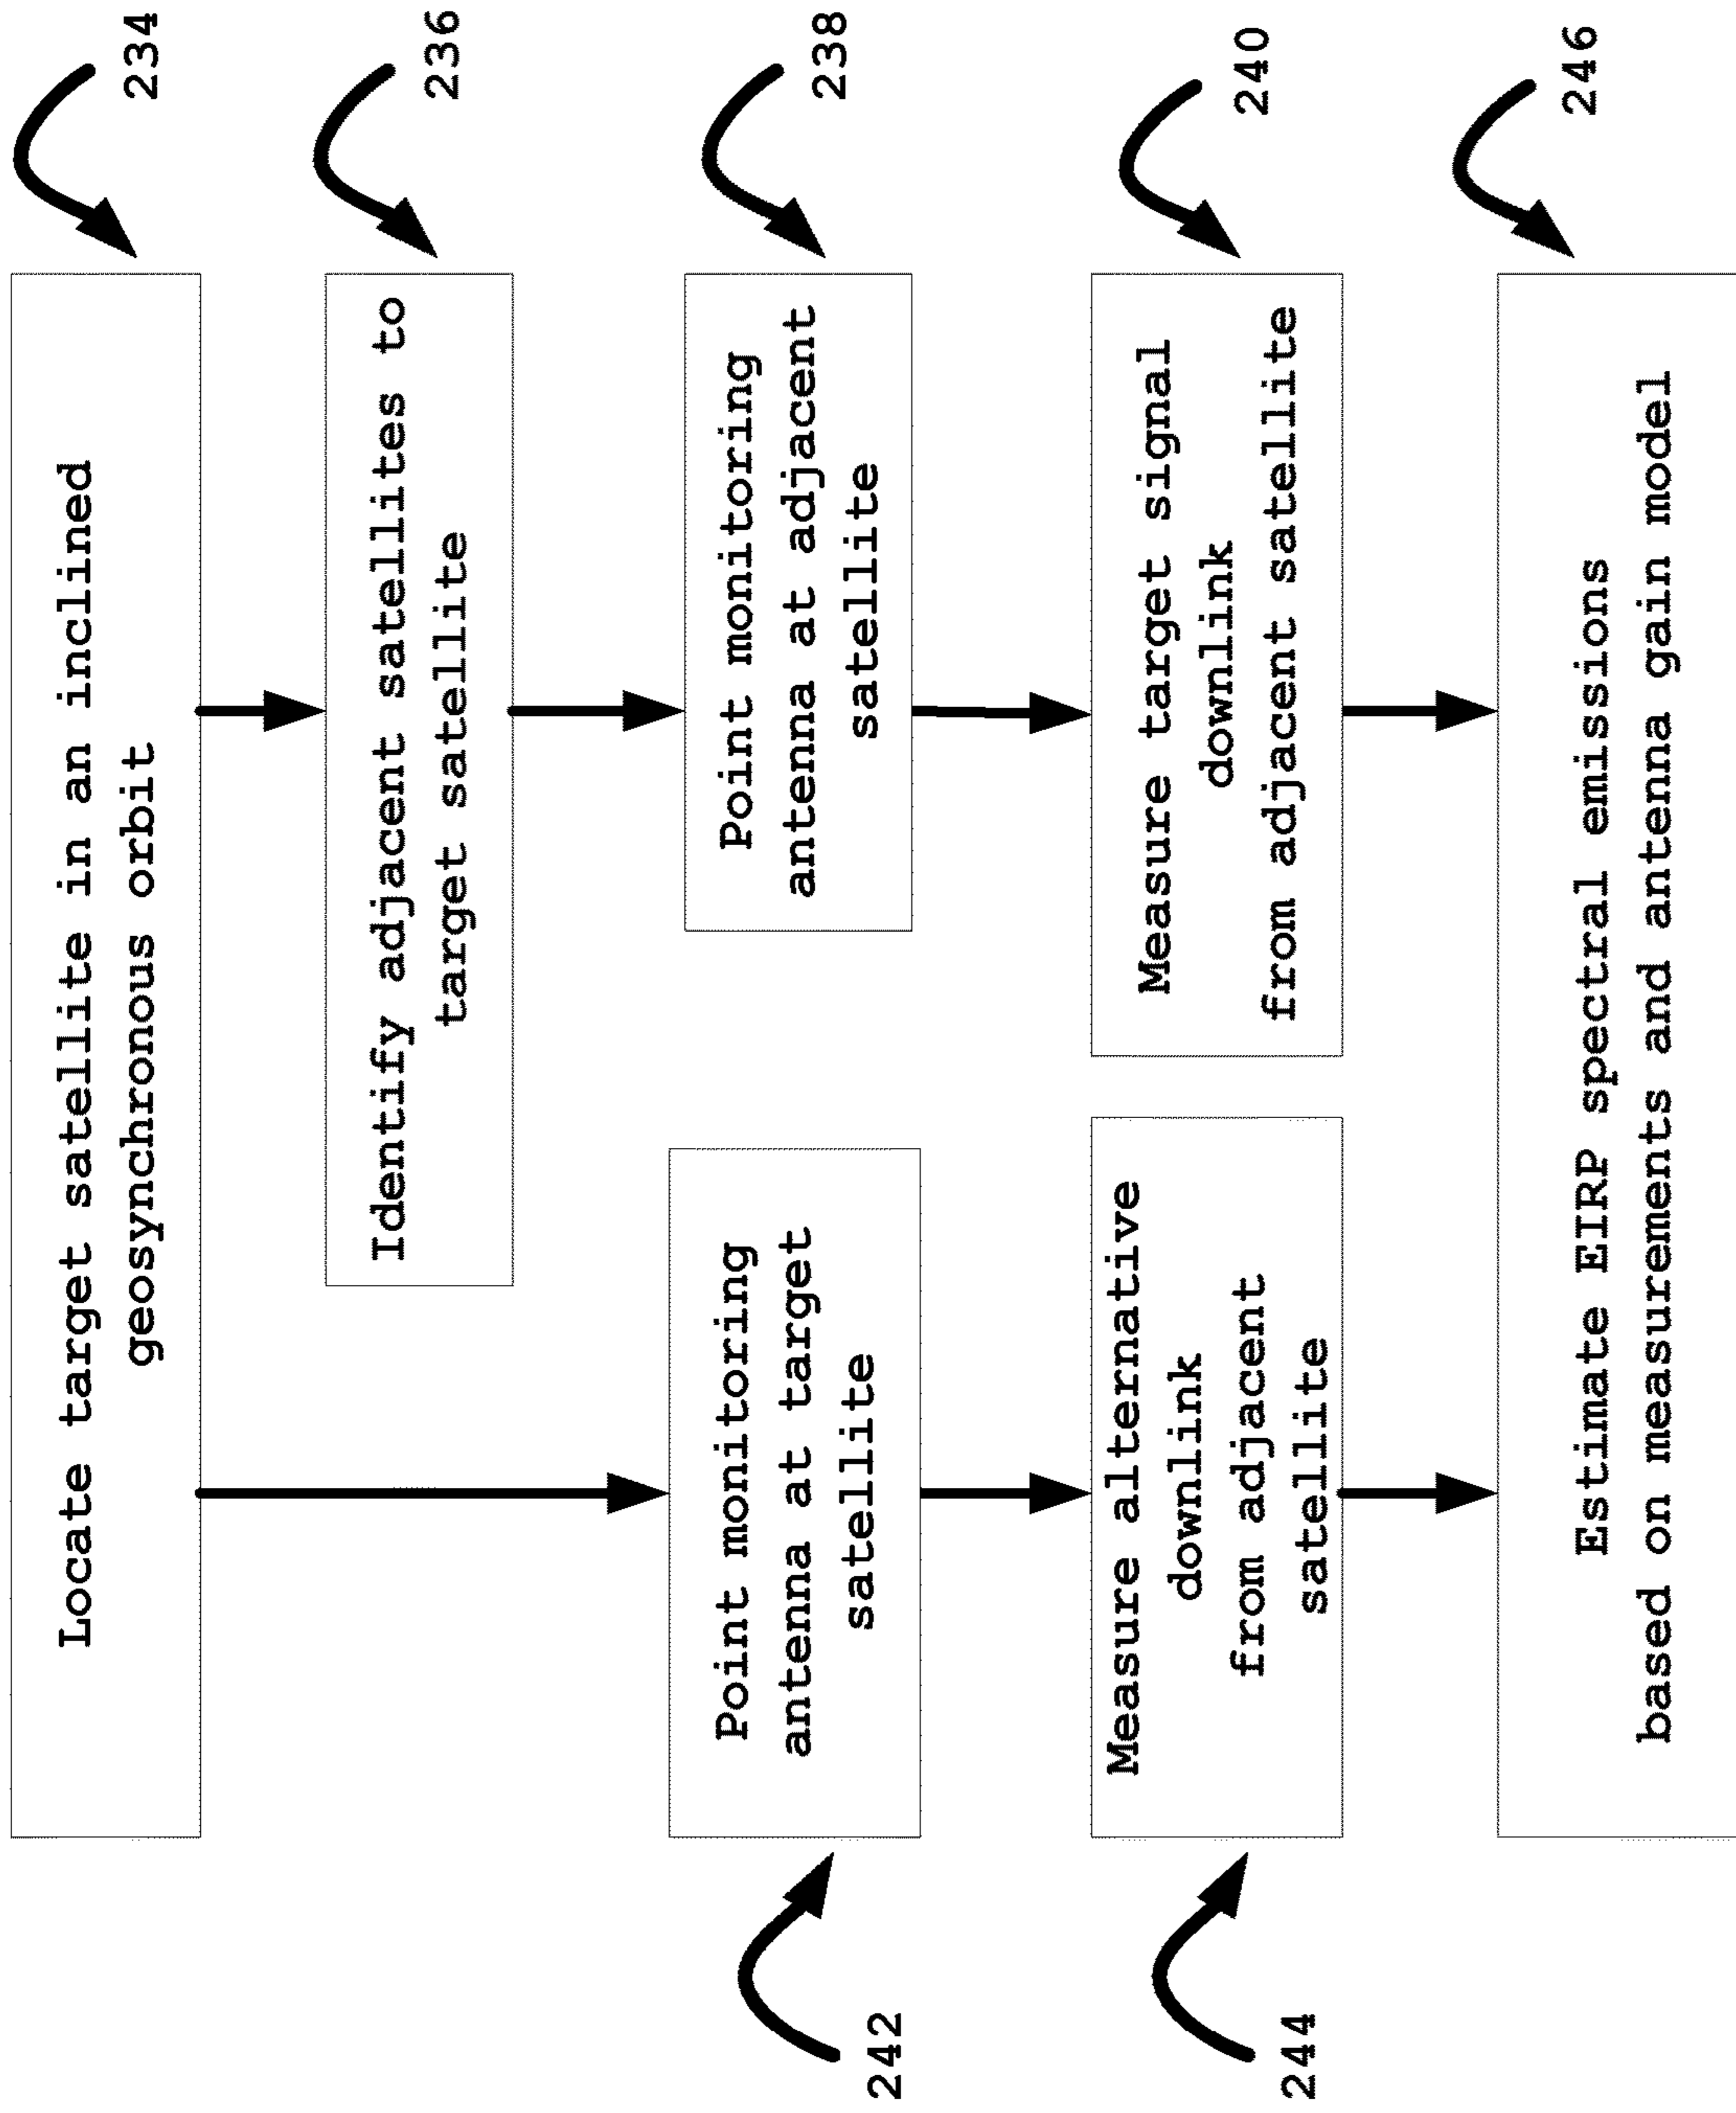 Locate target satellite in an inclined
geosynchronous orbit
234
Identify adjacent satellites to
target satellite
236
Point monitoring
antenna at target
satellite
242
Point monitoring
antenna at adjacent
satellite
238
Measure alternative
downlink
from adjacent
satellite
244
Measure target signal
downlink
from adjacent satellite
240
Estimate EIRP spectral emissions
based on measurements and antenna gain model
246